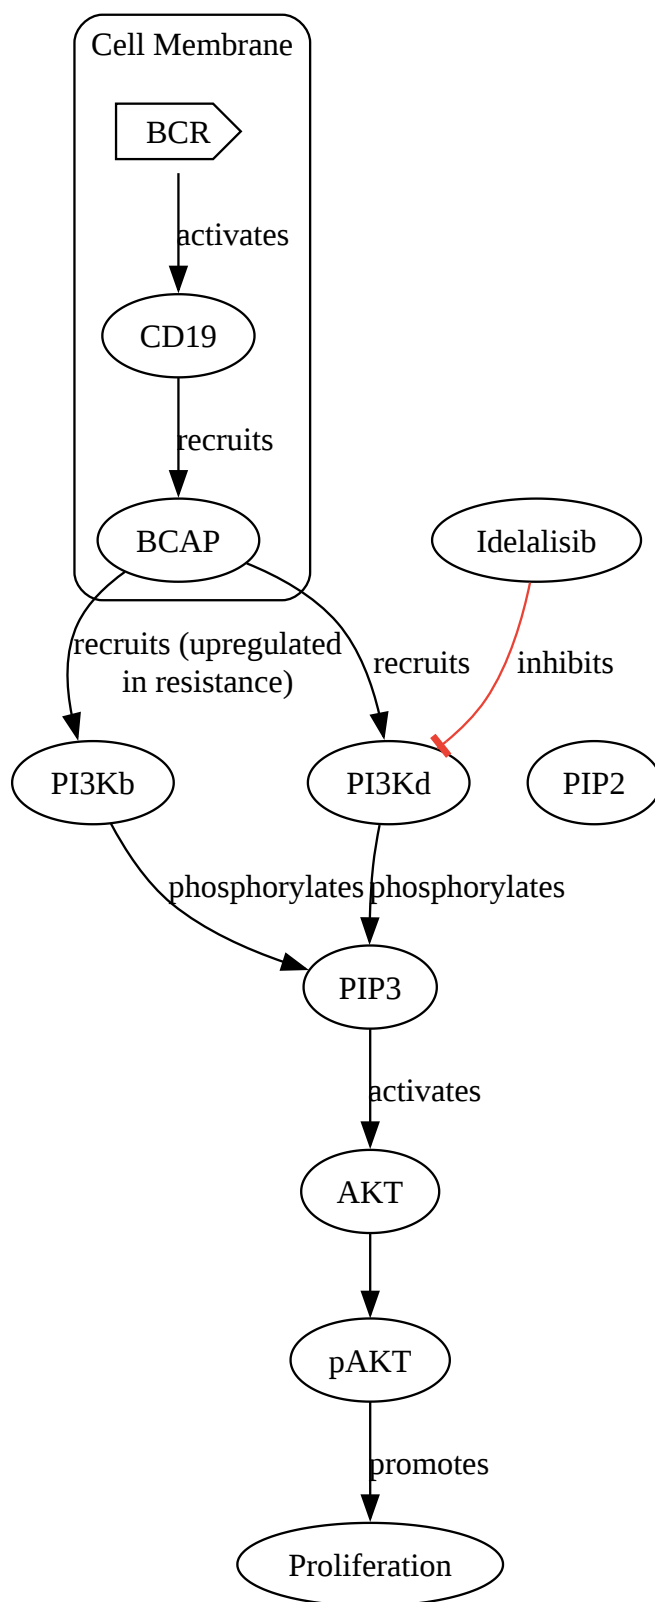 Cell Membrane
BCR
activates
CD19
recruits
BCAP
Idelalisib
recruits (upregulated
in resistance)
recruits
inhibits
PI3Kb
PI3Kd
PIP2
phosphorylates
phosphorylates
PIP3
activates
AKT
pAKT
promotes
Proliferation